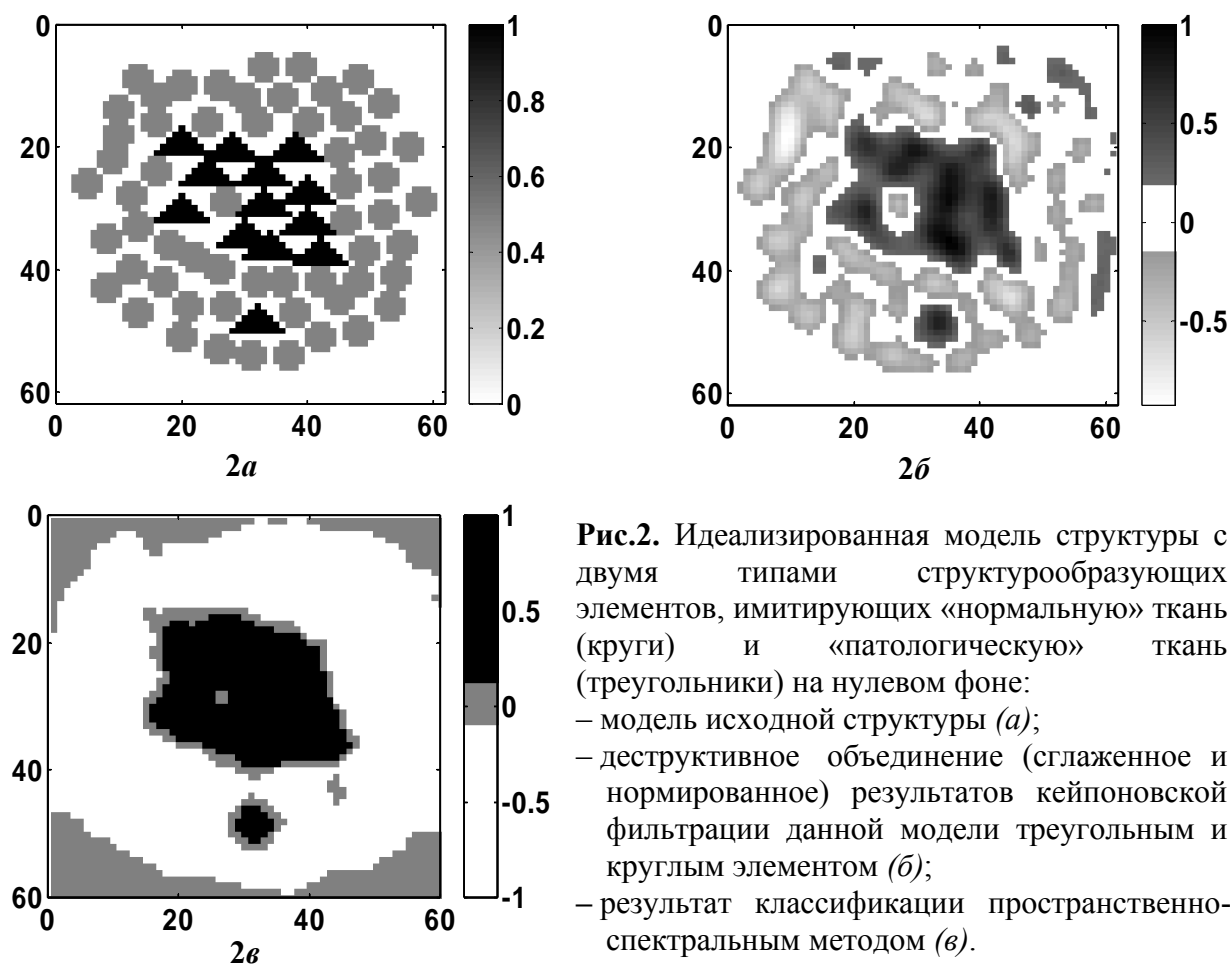 0
20
40
60
0
20
40
60
1
0.8
0.6
0.4
0.2
0
2а
0
20
40
60
0
20
40
60
1
0.5
0
-0.5
2б
0
20
40
60
0
20
40
60
1
0.5
0
-0.5
-1
2в
Рис.2. Идеализированная модель структуры с
двумя типами структурообразующих
элементов, имитирующих «нормальную» ткань
(круги) и «патологическую» ткань
(треугольники) на нулевом фоне:
– модель исходной структуры (а);
– деструктивное объединение (сглаженное и
нормированное) результатов кейпоновской
фильтрации данной модели треугольным и
круглым элементом (б);
– результат классификации пространственно-
спектральным методом (в).